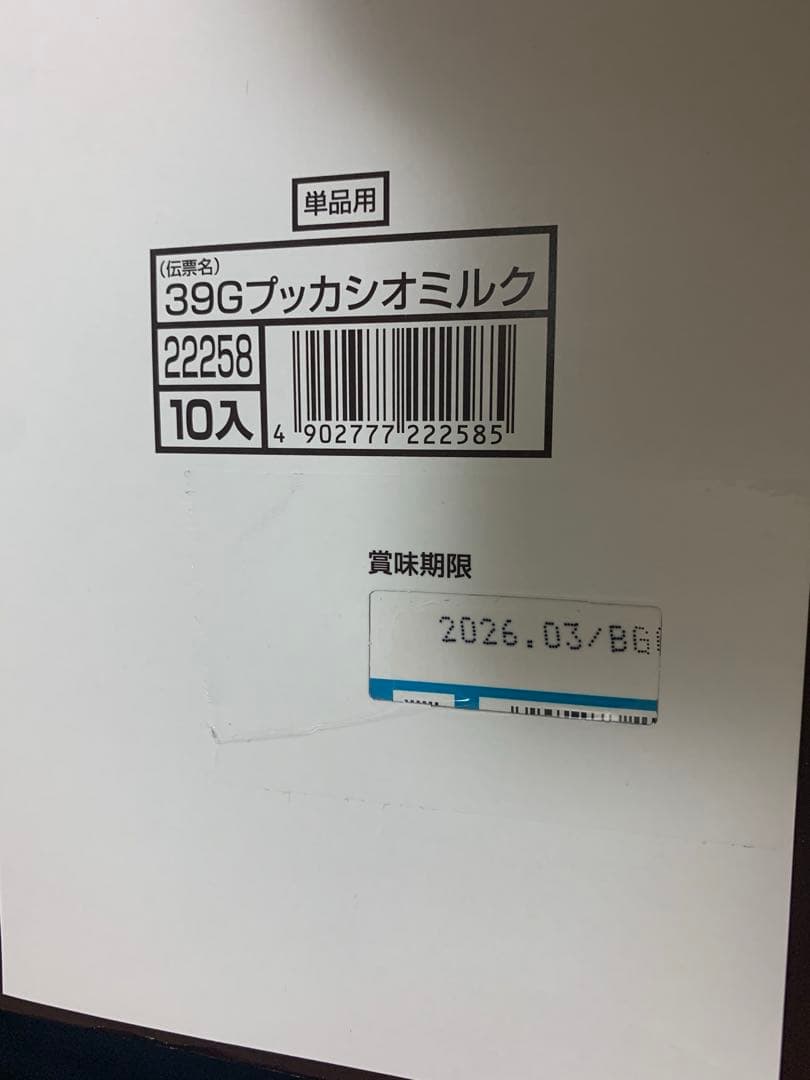 単品用
(伝票名)
39Gプッカシオミルク
22258
10入
4 902777 222585
賞味期限
2026.03/BG